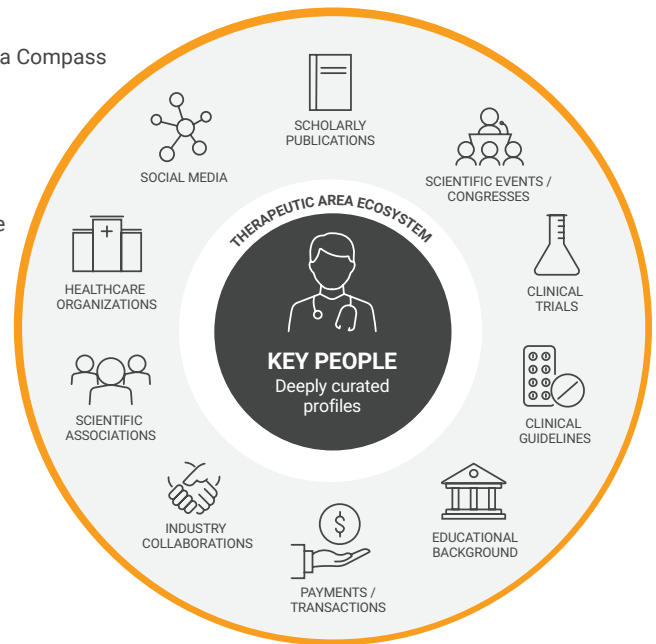 a Compass
e
SCHOLARLY
PUBLICATIONS
SCIENTIFIC EVENTS /
CONGRESSES
CLINICAL
TRIALS
CLINICAL
GUIDELINES
EDUCATIONAL
BACKGROUND
PAYMENTS /
TRANSACTIONS
INDUSTRY
COLLABORATIONS
SCIENTIFIC
ASSOCIATIONS
HEALTHCARE
ORGANIZATIONS
SOCIAL MEDIA
THERAPEUTIC AREA ECOSYSTEM
KEY PEOPLE
Deeply curated
profiles
$